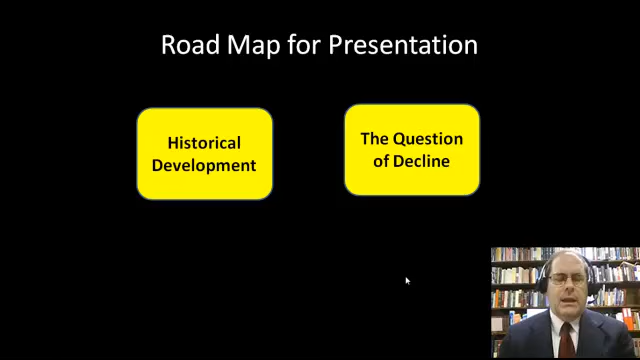 Road Map for Presentation
Historical
Development
The Question
of Decline